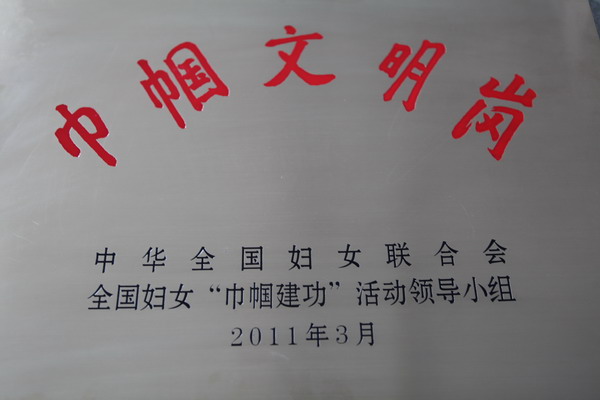 巾帼文明岗
中华全国妇女联合会
全国妇女“巾帼建功”活动领导小组
2011年3月